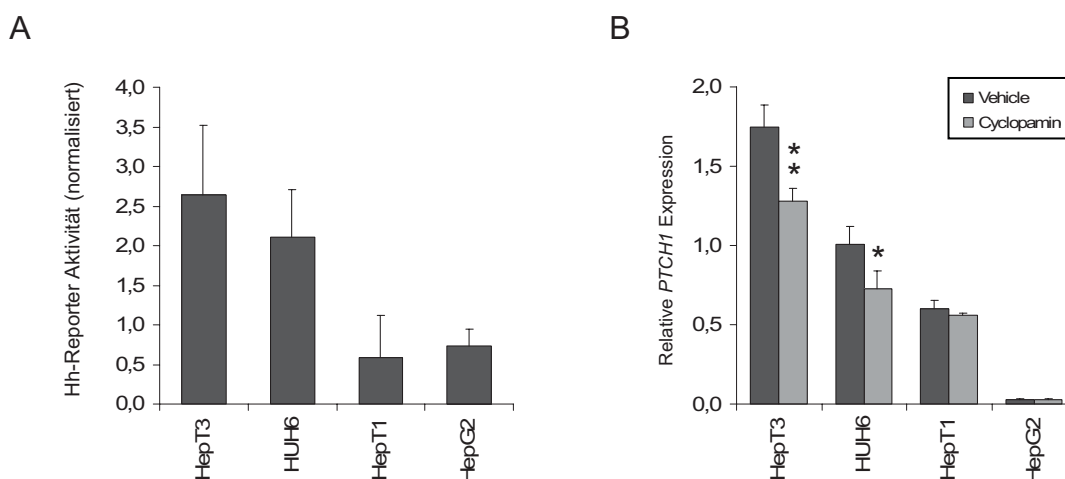 A
Hh-Reporter Aktivität (normalisiert)
4,0
3,5
3,0
2,5
2,0
1,5
1,0
0,5
0,0
HepT3
HUH6
HepT1
HepG2
B
Relative PTCH1 Expression
2,0
1,5
1,0
0,5
0,0
Vehicle
Cyclopamin
*
*
*
HepT3
HUH6
HepT1
HepG2